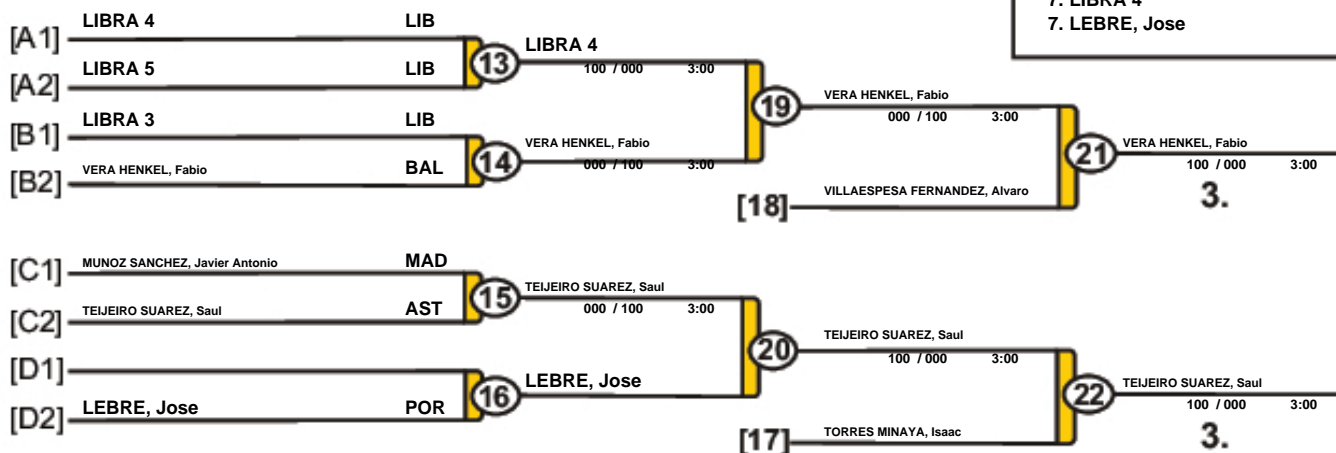 7. LIBRA 4
7. LEBRE, Jose
[A1] LIBRA 4 LIB
[A2] LIBRA 5 LIB
13 LIBRA 4
100 / 000 3:00
[B1] LIBRA 3 LIB
[B2] VERA HENKEL, Fabio BAL
14 VERA HENKEL, Fabio
000 / 100 3:00
19 VERA HENKEL, Fabio
000 / 100 3:00
[18] VILLAESPESA FERNANDEZ, Alvaro
21 VERA HENKEL, Fabio
100 / 000 3:00
3.
[C1] MUNOZ SANCHEZ, Javier Antonio MAD
[C2] TEIJEIRO SUAREZ, Saul AST
15 TEIJEIRO SUAREZ, Saul
000 / 100 3:00
[D1]
[D2] LEBRE, Jose POR
16 LEBRE, Jose
20 TEIJEIRO SUAREZ, Saul
100 / 000 3:00
[17] TORRES MINAYA, Isaac
22 TEIJEIRO SUAREZ, Saul
100 / 000 3:00
3.